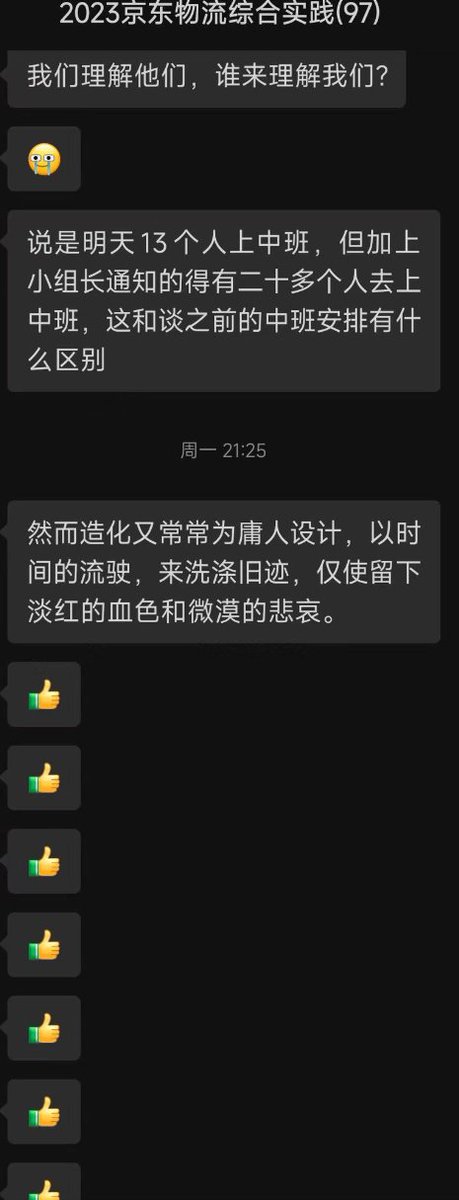 2023京东物流综合实践(97)
我们理解他们，谁来理解我们?
说是明天13个人上中班，但加上
小组长通知的得有二十多个人去上
中班，这和谈之前的中班安排有什
么区别
周一 21:25
然而造化又常常为庸人设计，以时
间的流驶，来洗涤旧迹，仅使留下
淡红的血色和微漠的悲哀。